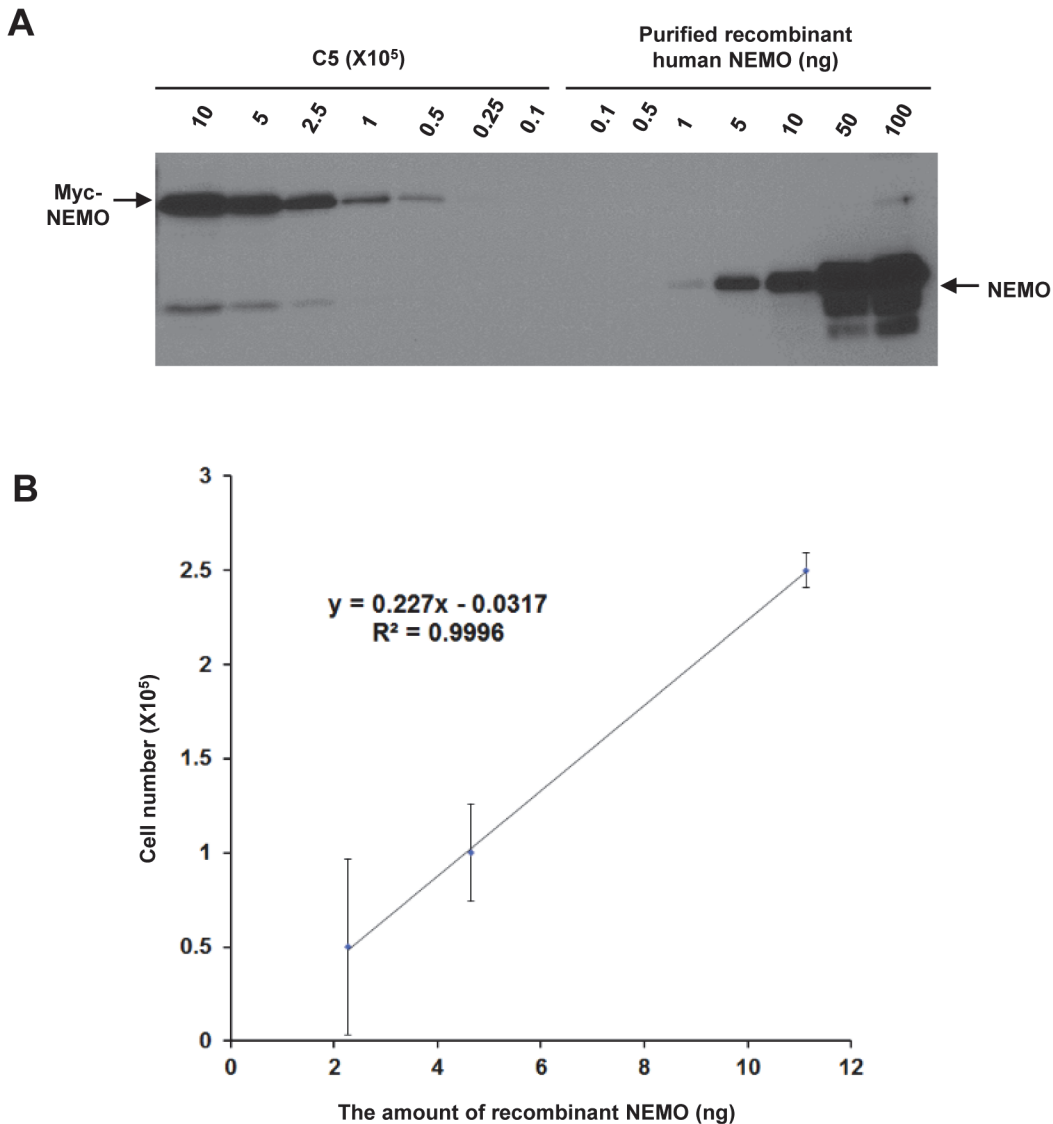 A
C5 (X10⁵)
Purified recombinant
human NEMO (ng)
10 5 2.5 1 0.5 0.25 0.1 0.1 0.5 1 5 10 50 100
Myc-
NEMO
NEMO
B
3
2.5
2
1.5
1
0.5
0
y = 0.227x - 0.0317
R² = 0.9996
Cell number (X10⁵)
0 2 4 6 8 10 12
The amount of recombinant NEMO (ng)